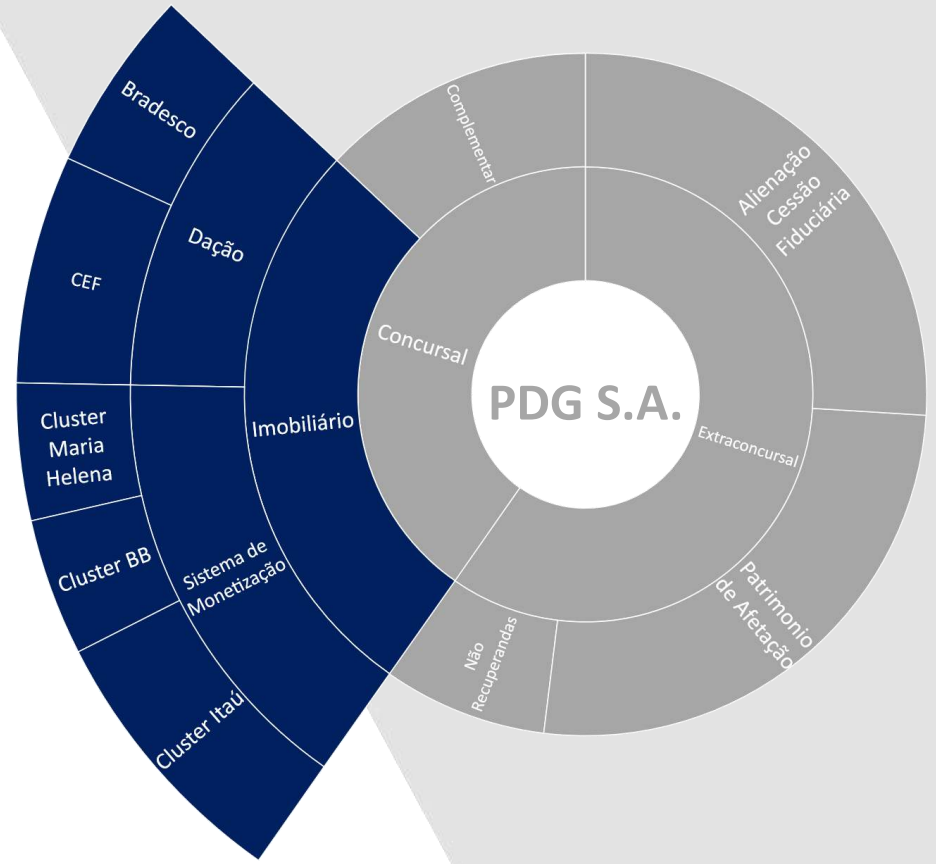 Bradesco
CEF
Cluster
Maria
Helena
Cluster BB
Cluster Itaú
Dação
Sistema de
Monetização
Imobiliário
Complementar
Concursal
PDG S.A.
Extraconcursal
Alienação
Cessão
Fiduciária
Patrimonio
de Afetação
Não
Recuperandas